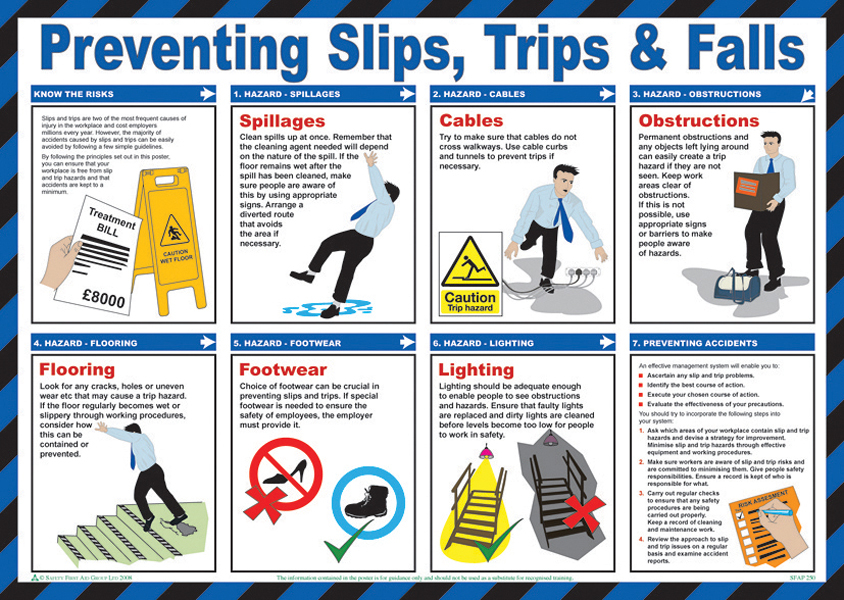 Preventing Slips, Trips & Falls
KNOW THE RISKS
Slips and trips are two of the most frequent causes of
injury in the workplace and cost employers
millions every year. However, the majority of
accidents caused by slips and trips can be easily
avoided by following a few simple guidelines.
By following the principles set out in this poster,
you can ensure that your
workplace is free from slip
and trip hazards and that
accidents are kept to a
minimum.
Treatment
BILL
£8000
CAUTION
WET FLOOR
1. HAZARD - SPILLAGES
Spillages
Clean spills up at once. Remember that
the cleaning agent needed will depend
on the nature of the spill. If the
floor remains wet after the
spill has been cleaned, make
sure people are aware of
this by using appropriate
signs. Arrange a
diverted route
that avoids
the area if
necessary.
2. HAZARD - CABLES
Cables
Try to make sure that cables do not
cross walkways. Use cable curbs
and tunnels to prevent trips if
necessary.
Caution
Trip hazard
3. HAZARD - OBSTRUCTIONS
Obstructions
Permanent obstructions and
any objects left lying around
can easily create a trip
hazard if they are not
seen. Keep work
areas clear of
obstructions.
If this is not
possible, use
appropriate signs
or barriers to make
people aware
of hazards.
4. HAZARD - FLOORING
Flooring
Look for any cracks, holes or uneven
wear etc that may cause a trip hazard.
If the floor regularly becomes wet or
slippery through working procedures,
consider how
this can be
contained or
prevented.
5. HAZARD - FOOTWEAR
Footwear
Choice of footwear can be crucial in
preventing slips and trips. If special
footwear is needed to ensure the
safety of employees, the employer
must provide it.
6. HAZARD - LIGHTING
Lighting
Lighting should be adequate enough
to enable people to see obstructions
and hazards. Ensure that faulty lights
are replaced and dirty lights are cleaned
before levels become too low for people
to work in safety.
7. PREVENTING ACCIDENTS
An effective management system will enable you to:
Ascertain any slip and trip problems.
Identify the best course of action.
Execute your chosen course of action.
Evaluate the effectiveness of your precautions.
You should try to incorporate the following steps into
your system:
1. Ask which areas of your workplace contain slip and trip
hazards and devise a strategy for improvement.
Minimise slip and trip hazards through effective
equipment and working procedures.
2. Make sure workers are aware of slip and trip risks and
are committed to minimising them. Give people safety
responsibilities. Ensure a record is kept of who is
responsible for what.
3. Carry out regular checks
to ensure that any safety
procedures are being
carried out properly.
Keep a record of cleaning
and maintenance work.
4. Review the approach to slip
and trip issues on a regular
basis and examine accident
reports.
RISK ASSESMENT
© SAFETY FIRST AID GROUP LTD 2008
The information contained in the poster is for guidance only and should not be used as a substitute for recognised training.
SFAP 250